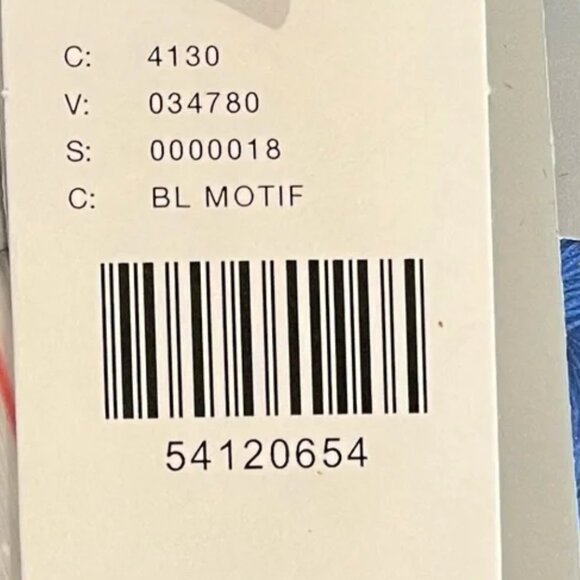 C: 4130
V: 034780
S: 0000018
C: BL MOTIF
54120654